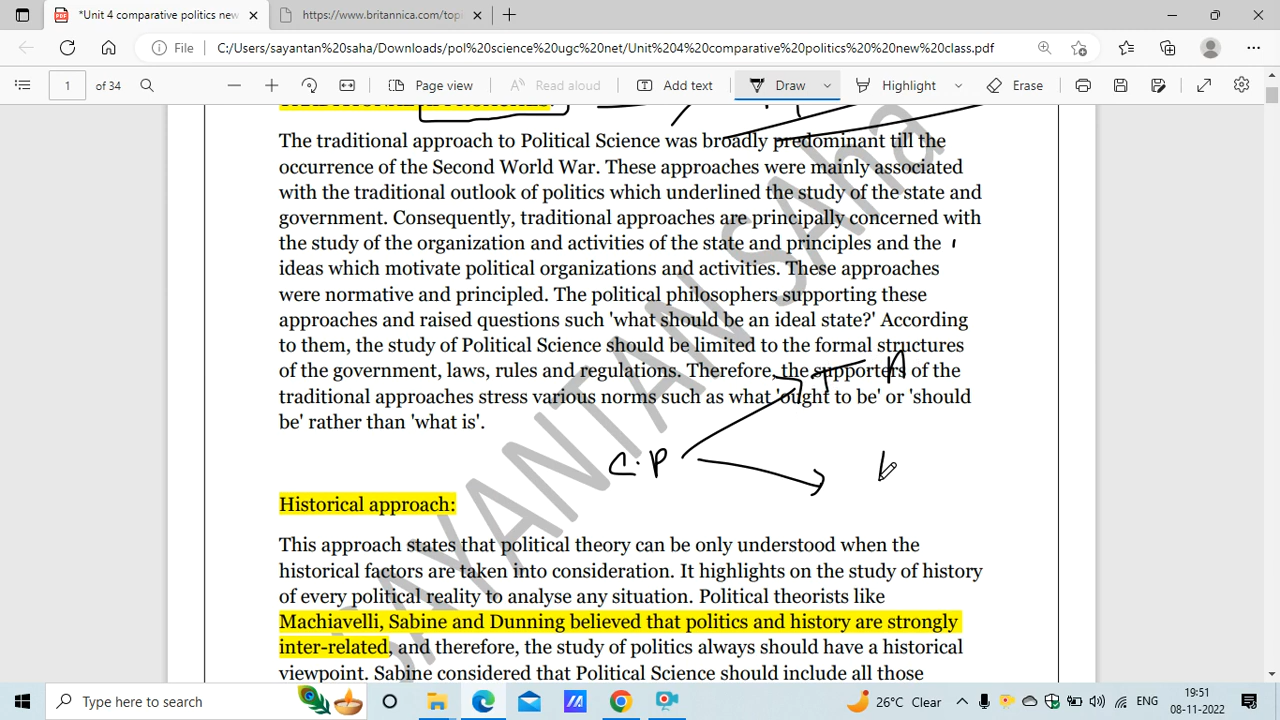 *Unit 4 comparative politics new
https://www.britannica.com/top
File
C:/Users/sayantan%20saha/Downloads/pol%20science%20ugc%20net/Unit%204%20comparative%20politics%20%20new%20class.pdf
1 of 34
Page view
Read aloud
Add text
Draw
Highlight
Erase
The traditional approach to Political Science was broadly predominant till the
occurrence of the Second World War. These approaches were mainly associated
with the traditional outlook of politics which underlined the study of the state and
government. Consequently, traditional approaches are principally concerned with
the study of the organization and activities of the state and principles and the
ideas which motivate political organizations and activities. These approaches
were normative and principled. The political philosophers supporting these
approaches and raised questions such 'what should be an ideal state?' According
to them, the study of Political Science should be limited to the formal structures
of the government, laws, rules and regulations. Therefore, the supporters of the
traditional approaches stress various norms such as what 'ought to be' or 'should
be' rather than 'what is'.
T A
C.P
Historical approach:
This approach states that political theory can be only understood when the
historical factors are taken into consideration. It highlights on the study of history
of every political reality to analyse any situation. Political theorists like
Machiavelli, Sabine and Dunning believed that politics and history are strongly
inter-related, and therefore, the study of politics always should have a historical
viewpoint. Sabine considered that Political Science should include all those
SAYANTAN SAha
Type here to search
26°C Clear
ENG
19:51
08-11-2022